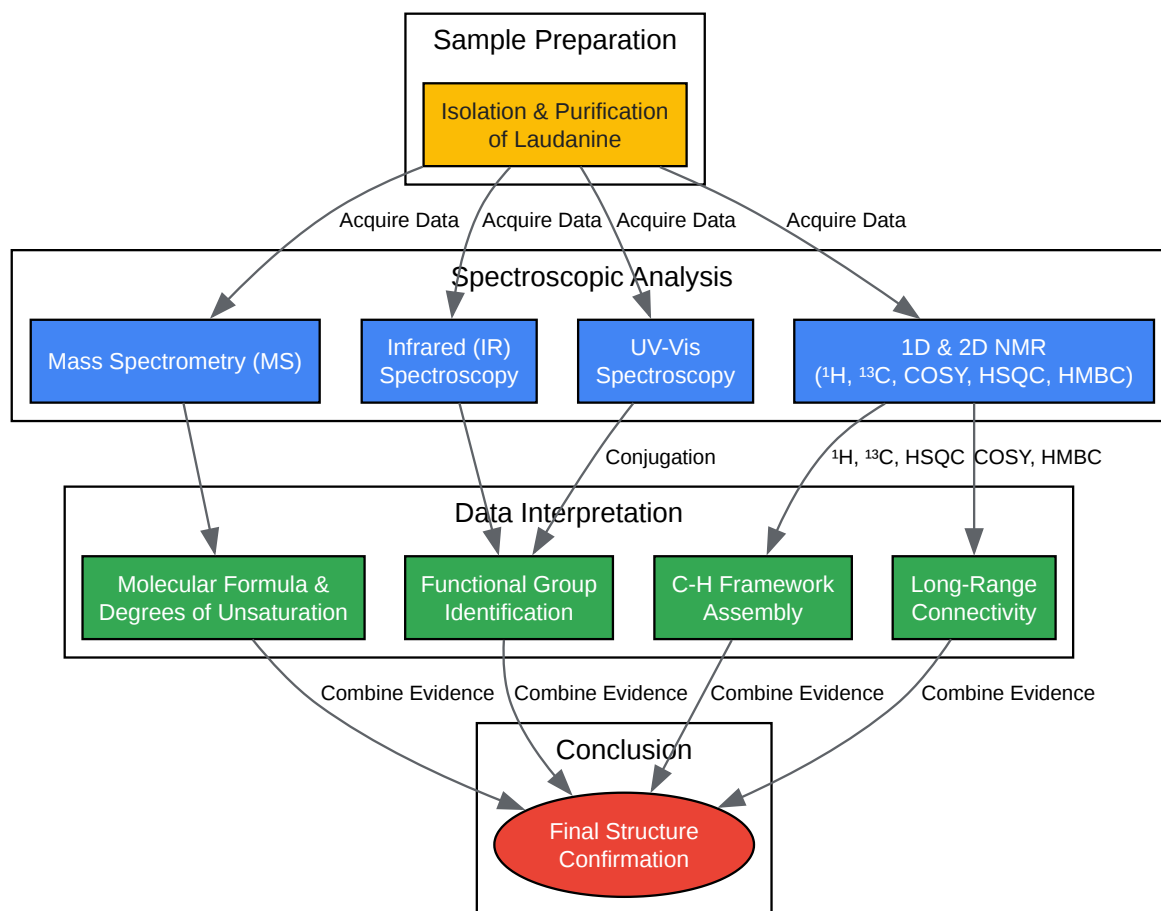 Sample Preparation
Isolation & Purification
of Laudanine
Acquire Data
Acquire Data
Acquire Data
Acquire Data
Spectroscopic Analysis
Mass Spectrometry (MS)
Infrared (IR)
Spectroscopy
UV-Vis
Spectroscopy
1D & 2D NMR
(¹H, ¹³C, COSY, HSQC, HMBC)
Conjugation
¹H, ¹³C, HSQC
COSY, HMBC
Data Interpretation
Molecular Formula &
Degrees of Unsaturation
Functional Group
Identification
C-H Framework
Assembly
Long-Range
Connectivity
Combine Evidence
Combine Evidence
Combine Evidence
Combine Evidence
Conclusion
Final Structure
Confirmation